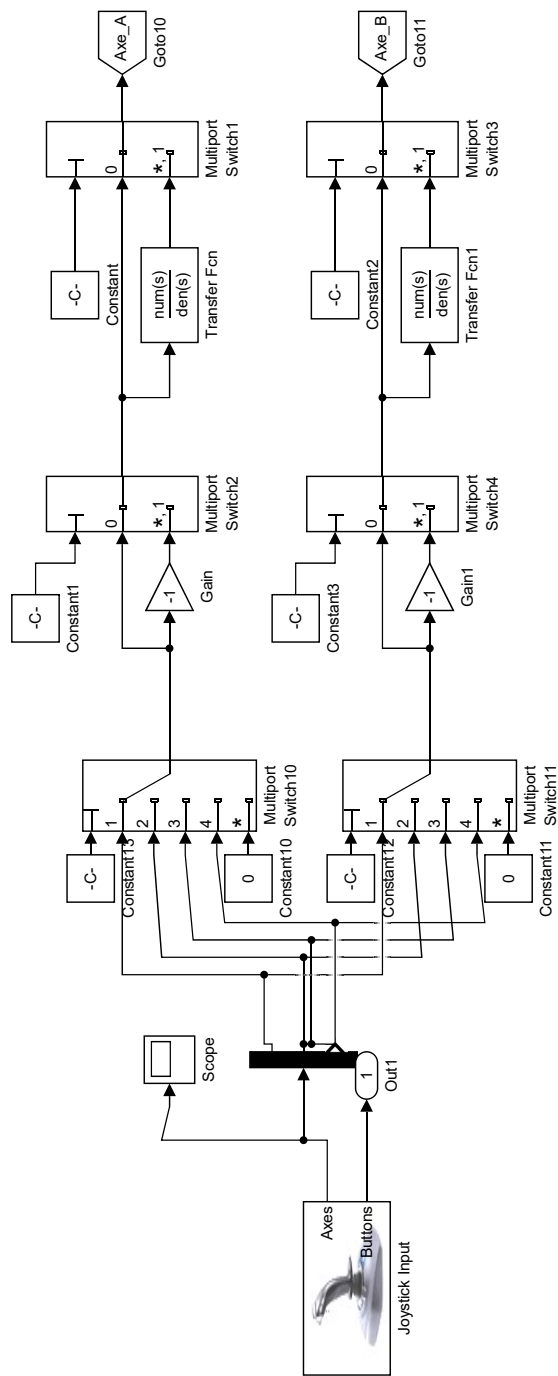 Joystick Input
Axes
Buttons
Scope
1
Out1
-C-
Constant13
0
Constant10
1
2
3
4
*
Multiport
Switch10
-C-
Constant1
-1
Gain
0
*, 1
Multiport
Switch2
num(s)
den(s)
Transfer Fcn
-C-
Constant
0
*, 1
Multiport
Switch1
Axe_A
Goto10
-C-
Constant12
0
Constant11
1
2
3
4
*
Multiport
Switch11
-C-
Constant3
-1
Gain1
0
*, 1
Multiport
Switch4
num(s)
den(s)
Transfer Fcn1
-C-
Constant2
0
*, 1
Multiport
Switch3
Axe_B
Goto11